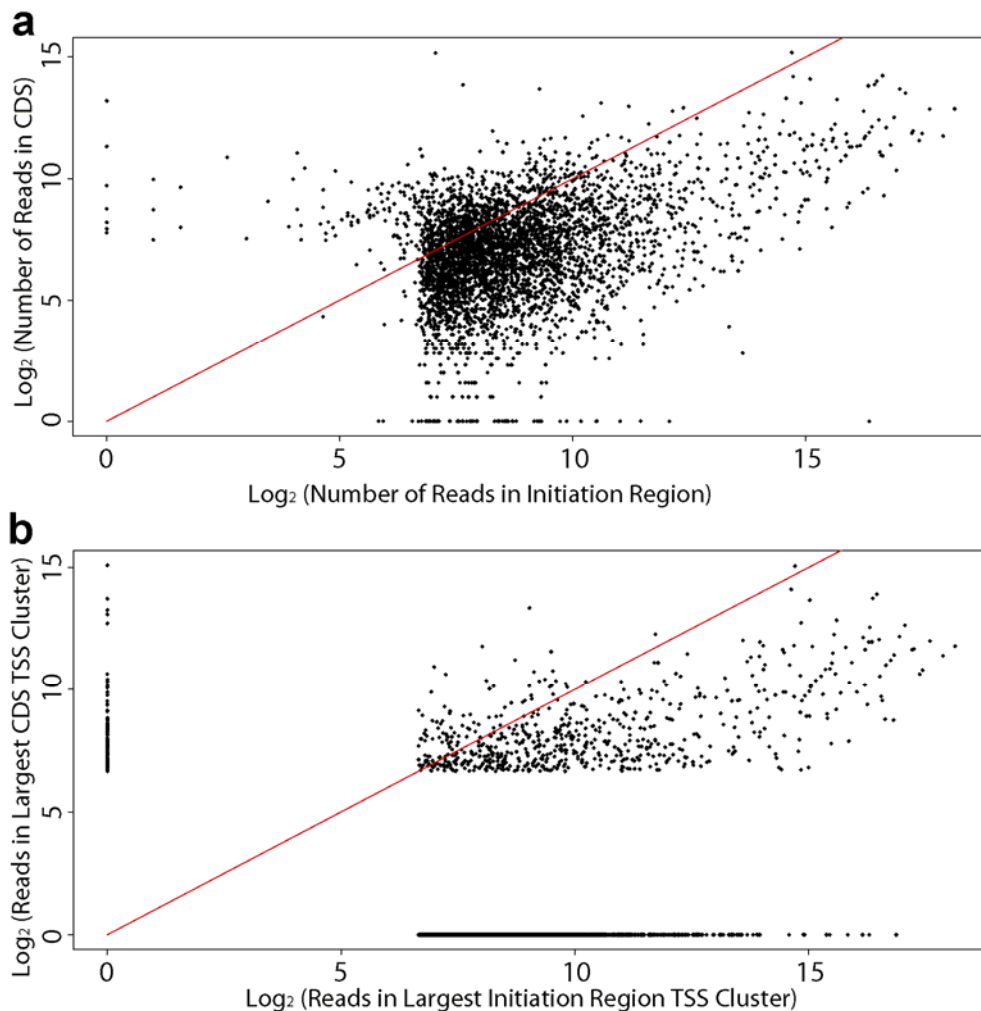 a
Log₂ (Number of Reads in CDS)
15
10
5
0
0 5 10 15
Log₂ (Number of Reads in Initiation Region)
b
Log₂ (Reads in Largest CDS TSS Cluster)
15
10
5
0
0 5 10 15
Log₂ (Reads in Largest Initiation Region TSS Cluster)